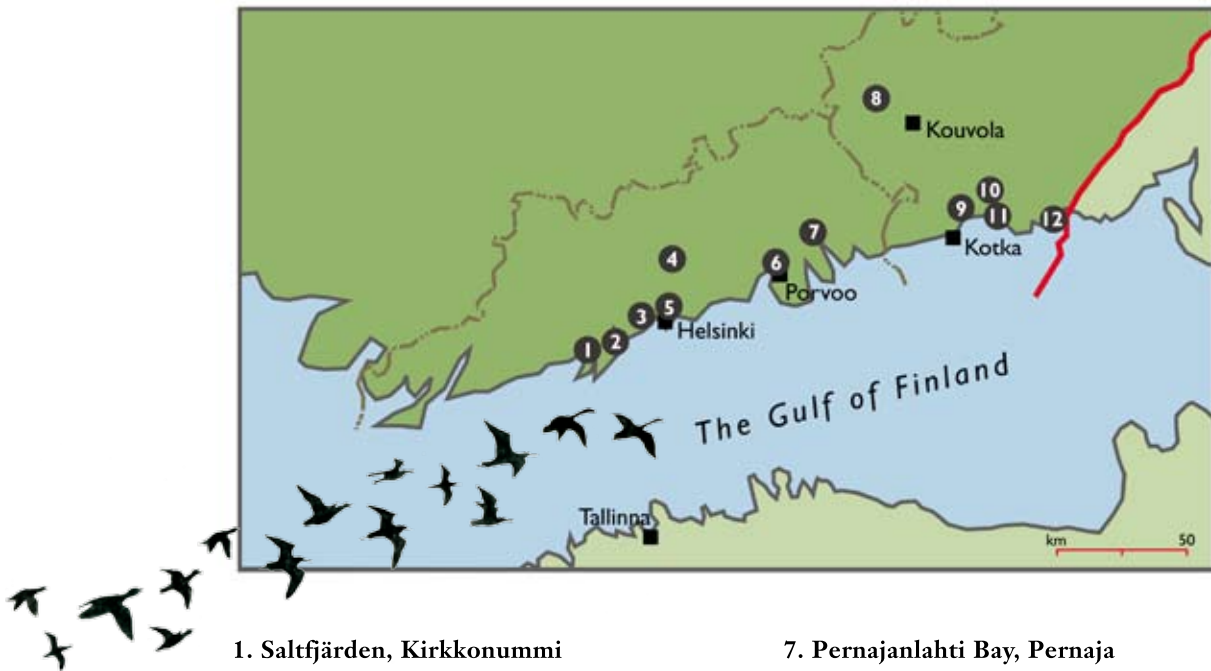 8
Kouvola
10
9
11
12
7
Kotka
4
6
Porvoo
5
3
Helsinki
2
1
The Gulf of Finland
Tallinna
km 50
1. Saltfjärden, Kirkkonummi
7. Pernajanlahti Bay, Pernaja